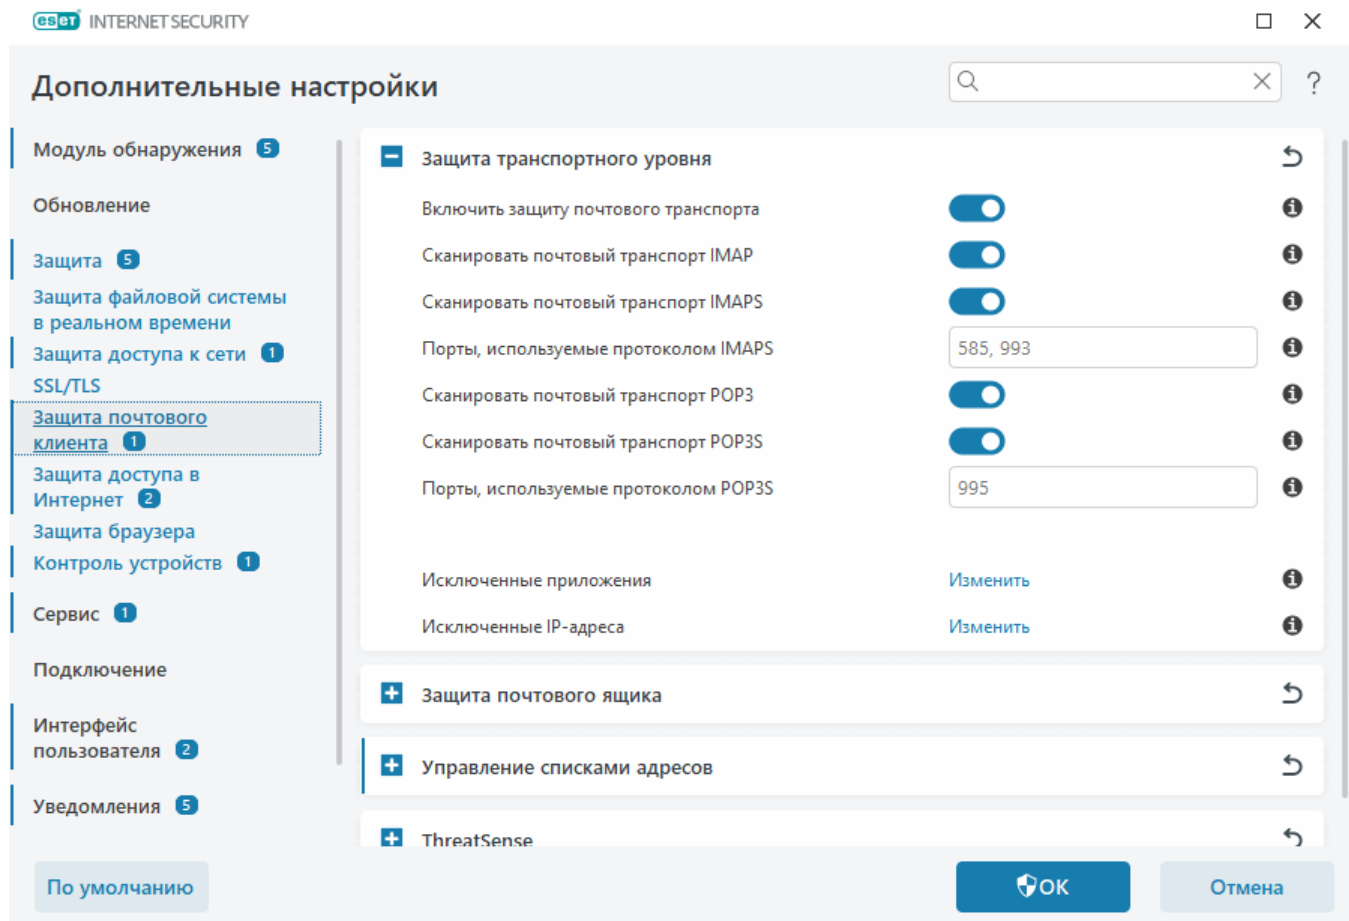 eset INTERNET SECURITY
Дополнительные настройки
?
Модуль обнаружения 5
Обновление
Защита 5
Защита файловой системы
в реальном времени
Защита доступа к сети 1
SSL/TLS
Защита почтового
клиента 1
Защита доступа в
Интернет 2
Защита браузера
Контроль устройств 1
Сервис 1
Подключение
Интерфейс
пользователя 2
Уведомления 5
Защита транспортного уровня
Включить защиту почтового транспорта
Сканировать почтовый транспорт IMAP
Сканировать почтовый транспорт IMAPS
Порты, используемые протоколом IMAPS 585, 993
Сканировать почтовый транспорт POP3
Сканировать почтовый транспорт POP3S
Порты, используемые протоколом POP3S 995
Исключенные приложения Изменить
Исключенные IP-адреса Изменить
Защита почтового ящика
Управление списками адресов
ThreatSense
По умолчанию
ОК
Отмена